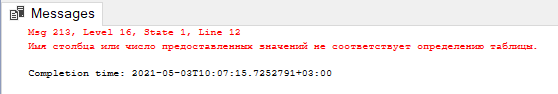 Messages
Msg 213, Level 16, State 1, Line 12
Имя столбца или число предоставленных значений не соответствует определению таблицы.
Completion time: 2021-05-03T10:07:15.7252791+03:00